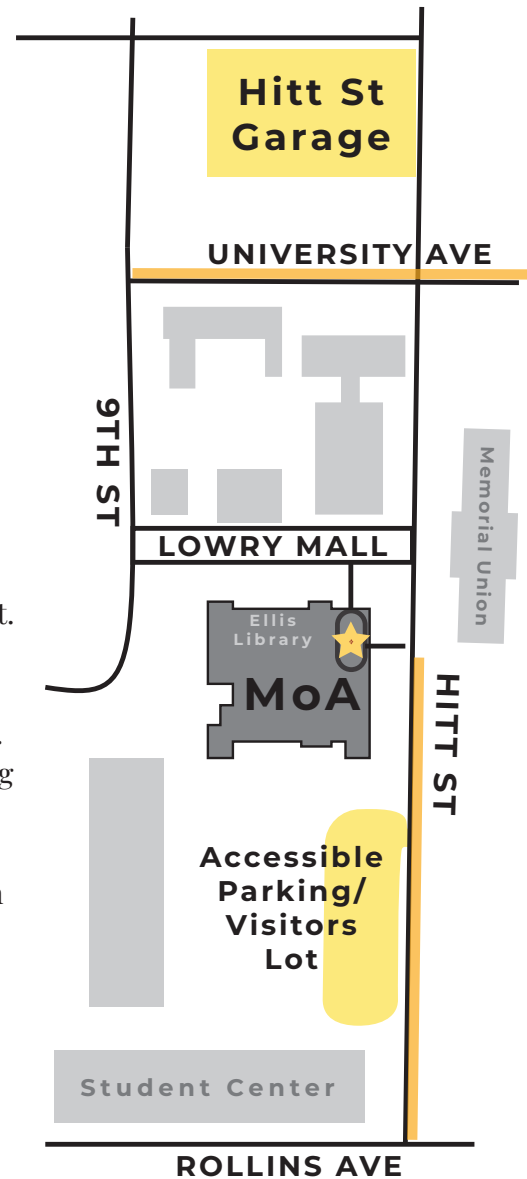 Hitt St
Garage
UNIVERSITY AVE
9TH ST
Memorial Union
LOWRY MALL
Ellis
Library
MoA
HITT ST
Accessible
Parking/
Visitors
Lot
Student Center
ROLLINS AVE